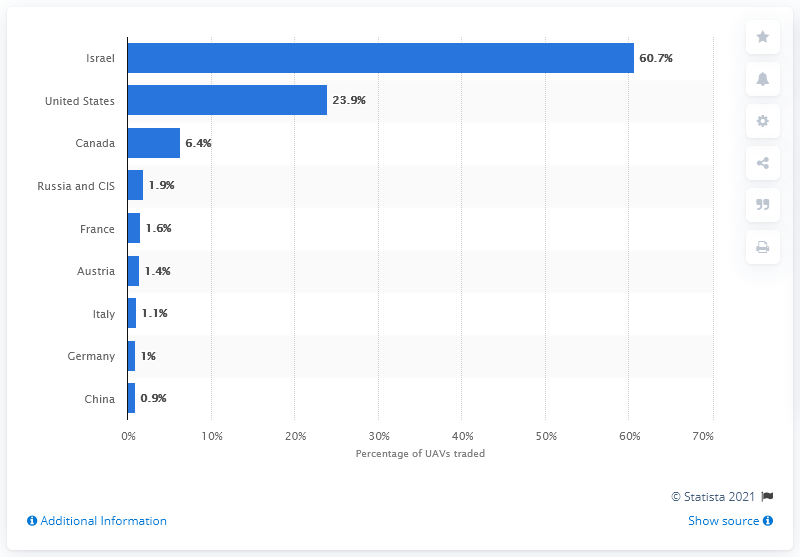 Israel 60.7%
United States 23.9%
Canada 6.4%
Russia and CIS 1.9%
France 1.6%
Austria 1.4%
Italy 1.1%
Germany 1%
China 0.9%
0% 10% 20% 30% 40% 50% 60% 70%
Percentage of UAVs traded
© Statista 2021
Additional Information Show source